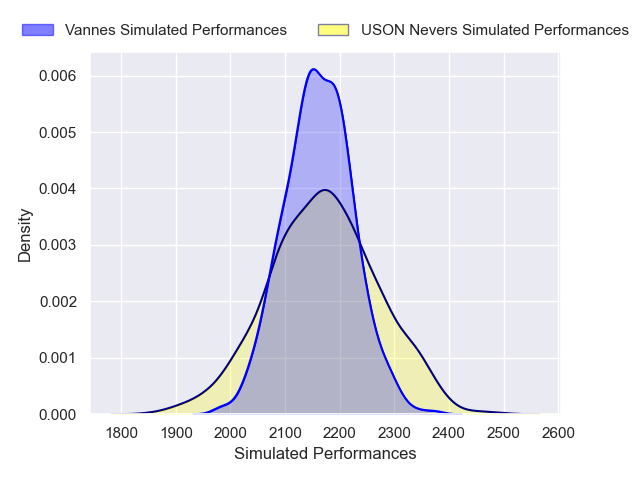 Vannes Simulated Performances
USON Nevers Simulated Performances
0.006
0.005
0.004
0.003
0.002
0.001
0.000
Density
1800 1900 2000 2100 2200 2300 2400 2500 2600
Simulated Performances